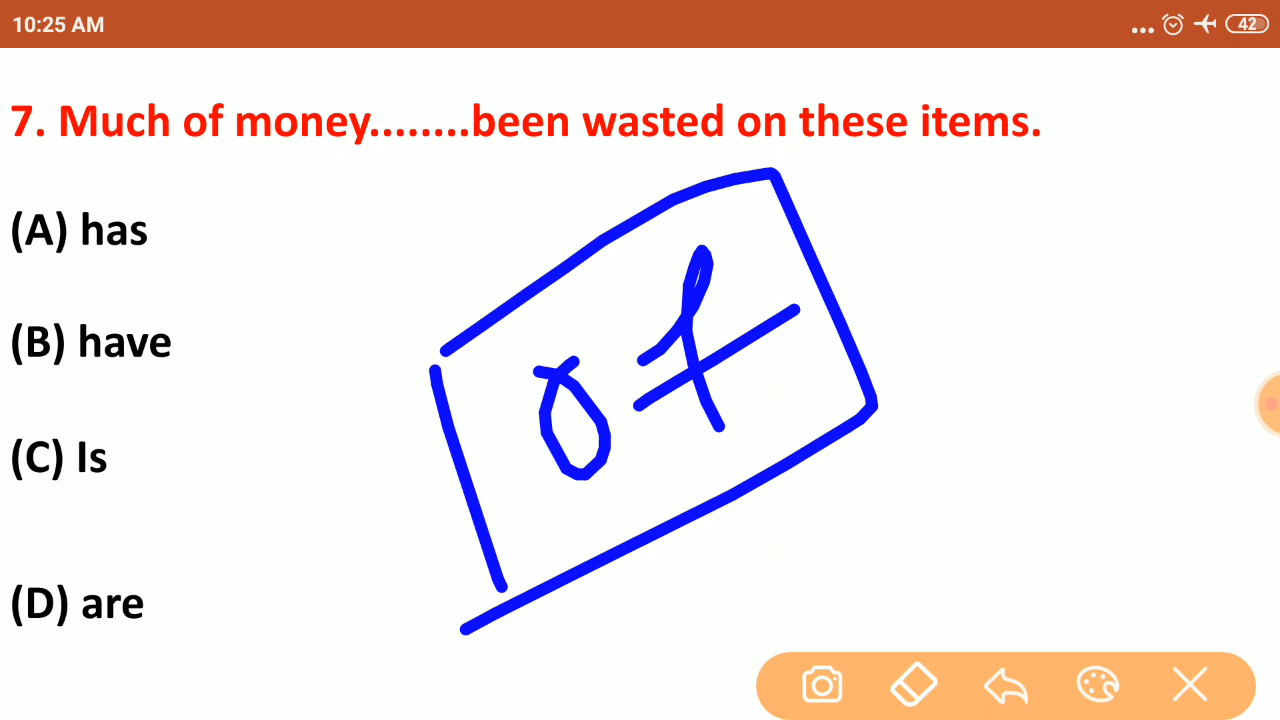 10:25 AM
42
7. Much of money........been wasted on these items.
(A) has
of
(B) have
(C) Is
(D) are